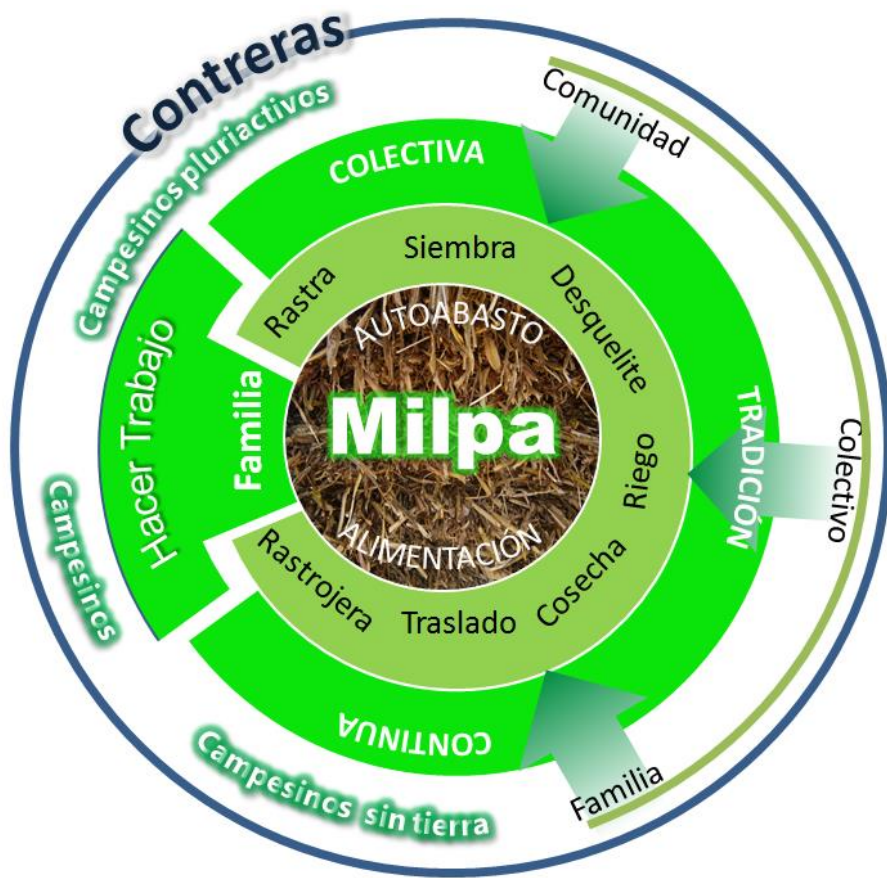 Contreras
Campesinos pluriactivos
Campesinos
Campesinos sin tierra
Comunidad
Colectivo
Familia
COLECTIVA
TRADICIÓN
CONTINUA
Hacer Trabajo
Familia
Rastra
Siembra
Desquelite
Riego
Cosecha
Traslado
Rastrojera
AUTOABASTO
Milpa
ALIMENTACIÓN